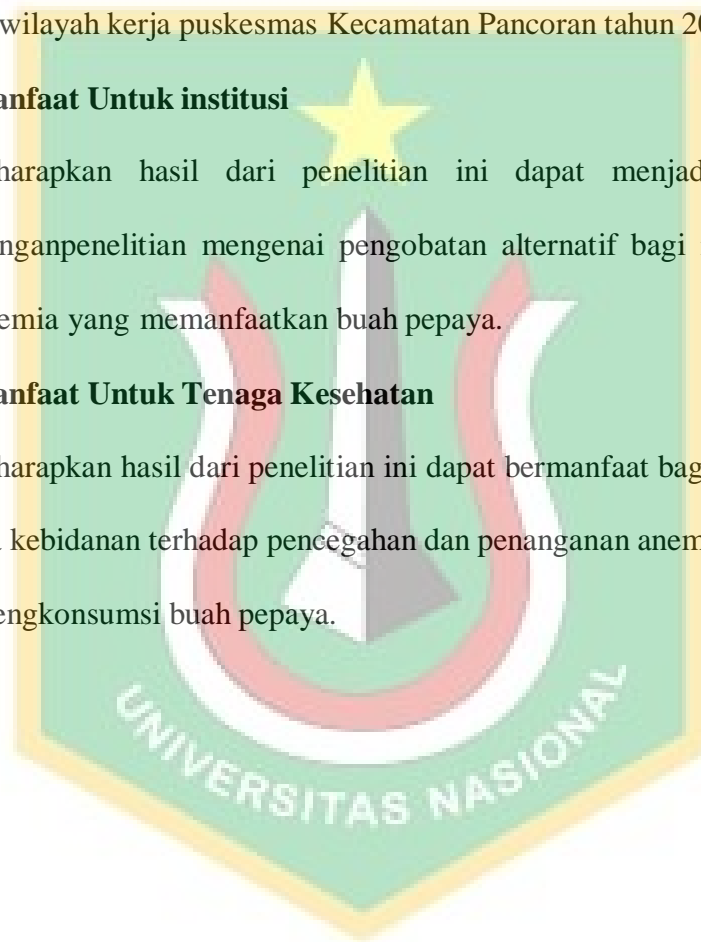 wilayah kerja puskesmas Kecamatan Pancoran tahun
anfaat Untuk institusi
harapkan hasil dari penelitian ini dapat menjad
nganpenelitian mengenai pengobatan alternatif bagi
emia yang memanfaatkan buah pepaya.
anfaat Untuk Tenaga Kesehatan
harapkan hasil dari penelitian ini dapat bermanfaat bag
kebidanan terhadap pencegahan dan penanganan anem
engkonsumsi buah pepaya.
UNIVERSITAS NASIONAL